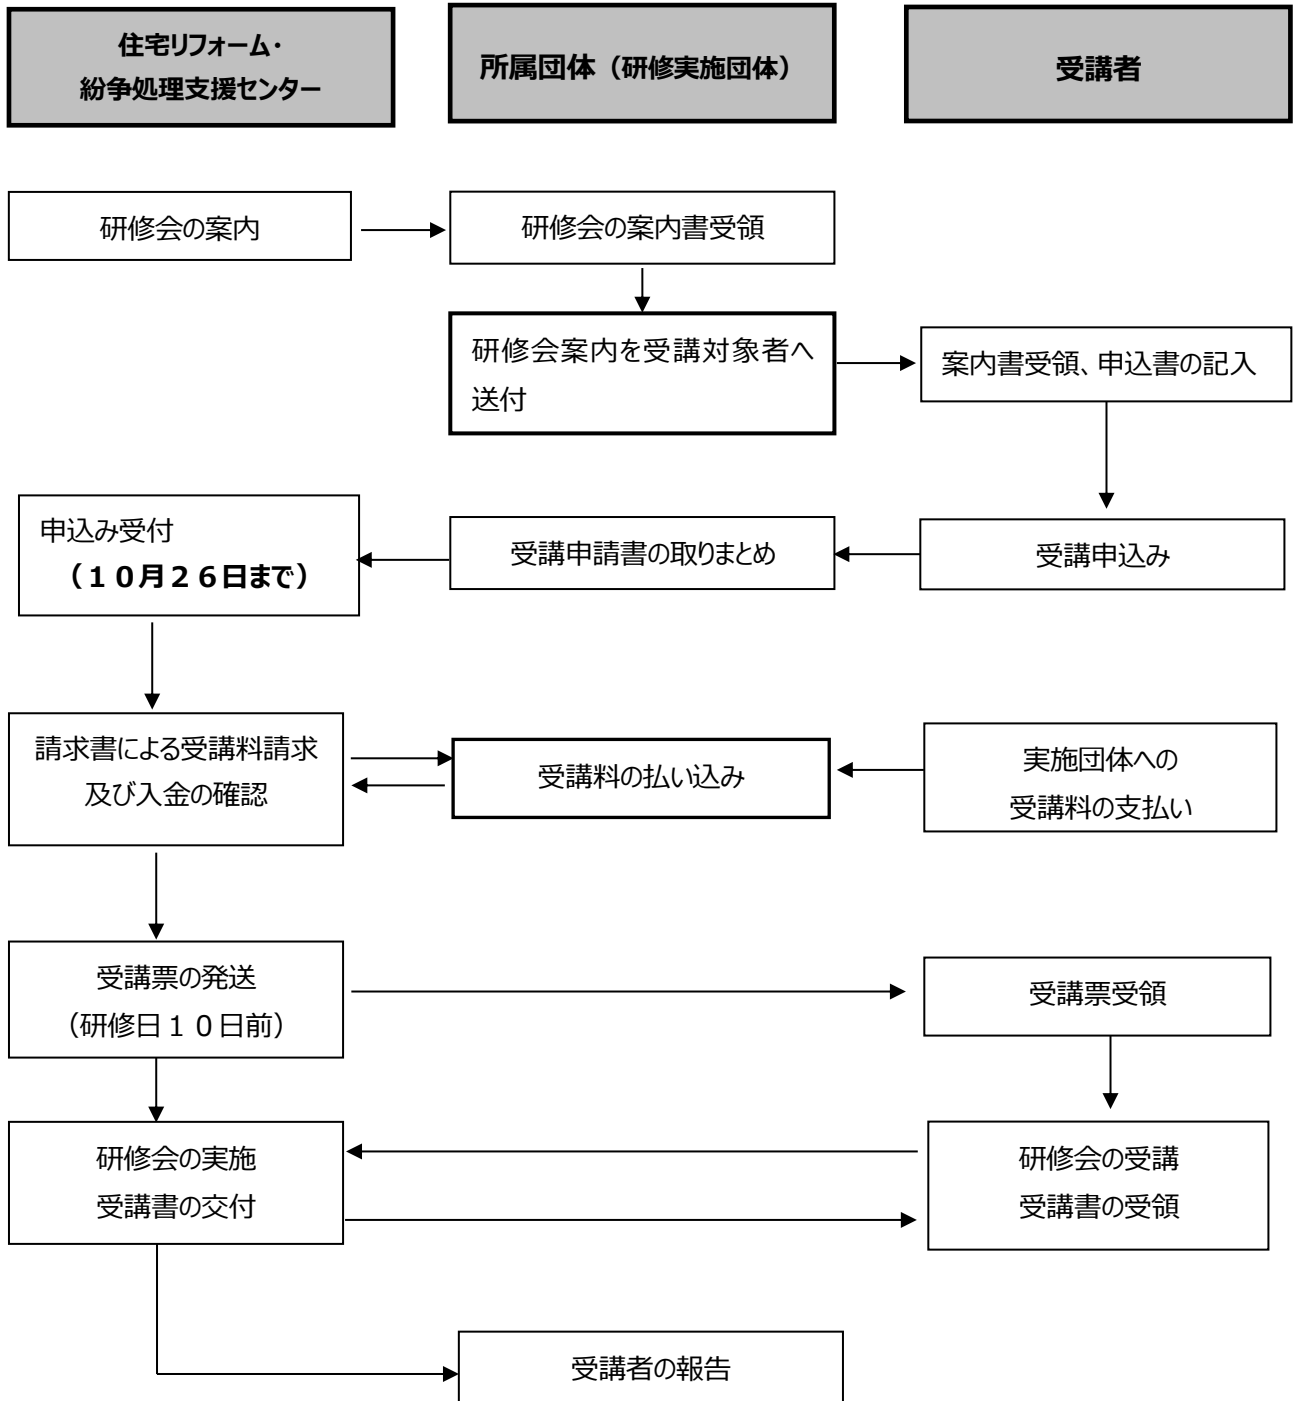 住宅リフォーム・
紛争処理支援センター
所属団体（研修実施団体）
受講者
研修会の案内
研修会の案内書受領
研修会案内を受講対象者へ
送付
案内書受領、申込書の記入
申込み受付
（１０月２６日まで）
受講申請書の取りまとめ
受講申込み
請求書による受講料請求
及び入金の確認
受講料の払い込み
実施団体への
受講料の支払い
受講票の発送
（研修日１０日前）
受講票受領
研修会の実施
受講書の交付
研修会の受講
受講書の受領
受講者の報告